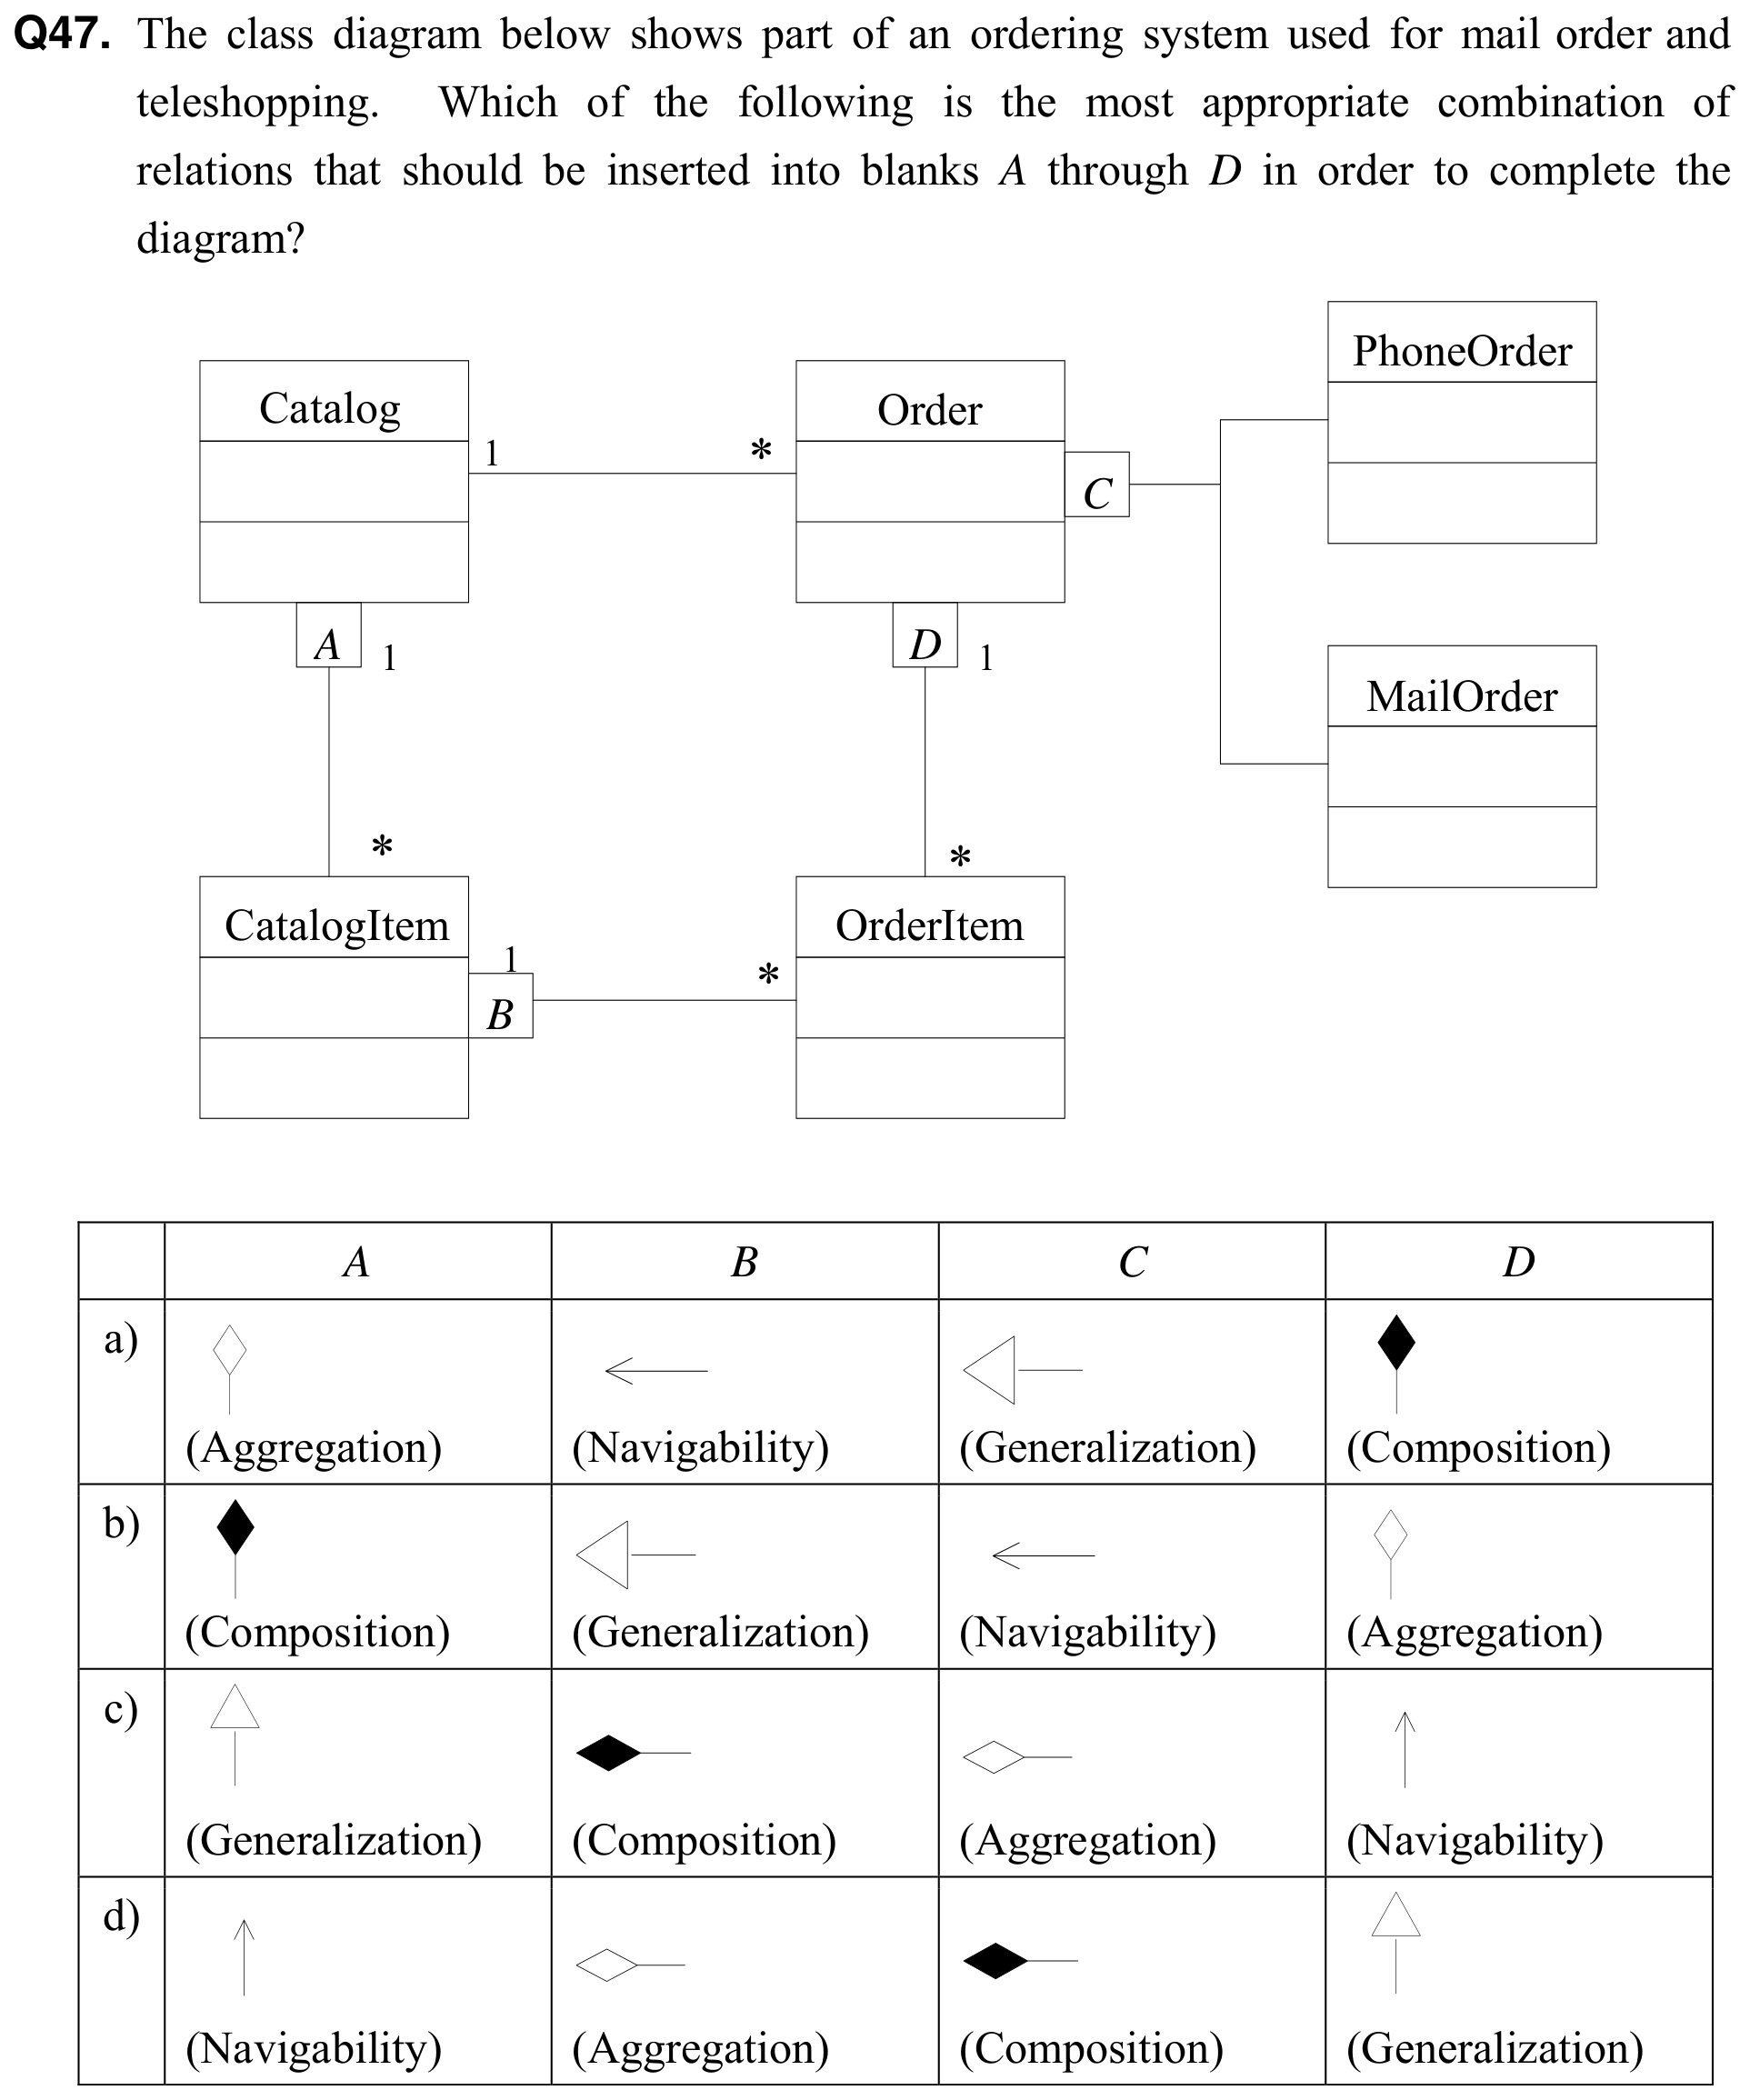 Q47. The class diagram below shows part of an ordering system used for mail order and
teleshopping. Which of the following is the most appropriate combination of
relations that should be inserted into blanks A through D in order to complete the
diagram?
PhoneOrder
Catalog
Order
1
*
C
A
1
D
1
MailOrder
*
*
CatalogItem
OrderItem
1
*
B
A B C D
a)
(Aggregation) (Navigability) (Generalization) (Composition)
b)
(Composition) (Generalization) (Navigability) (Aggregation)
c)
(Generalization) (Composition) (Aggregation) (Navigability)
d)
(Navigability) (Aggregation) (Composition) (Generalization)